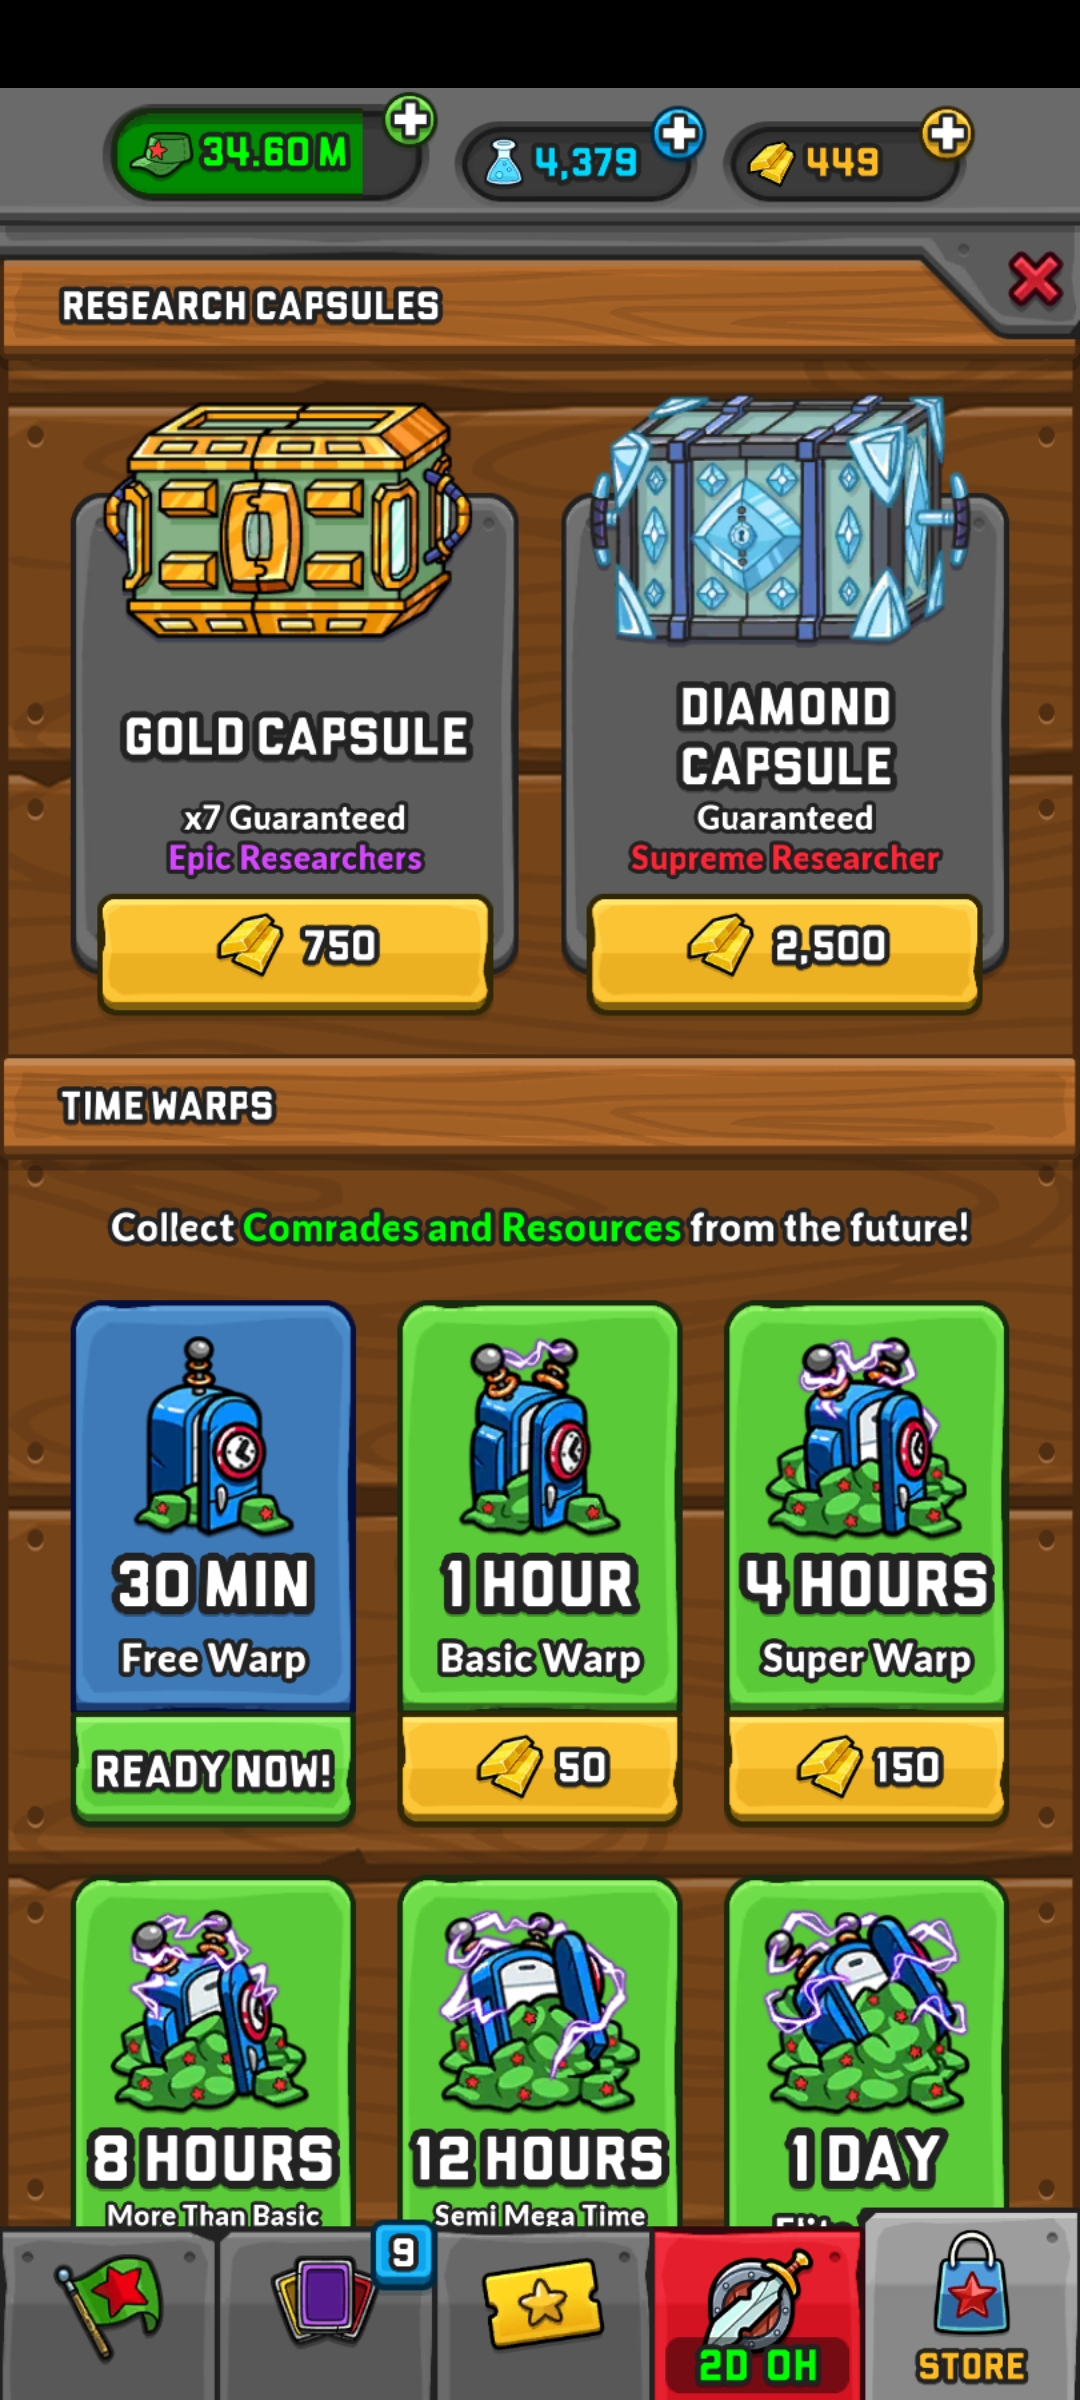 34.60M
4,379
449
RESEARCH CAPSULES
GOLD CAPSULE
x7 Guaranteed
Epic Researchers
750
DIAMOND
CAPSULE
Guaranteed
Supreme Researcher
2,500
TIME WARPS
Collect Comrades and Resources from the future!
30 MIN
Free Warp
READY NOW!
1 HOUR
Basic Warp
50
4 HOURS
Super Warp
150
8 HOURS
More Than Basic
12 HOURS
Semi Mega Time
1 DAY
9
2D 0H
STORE